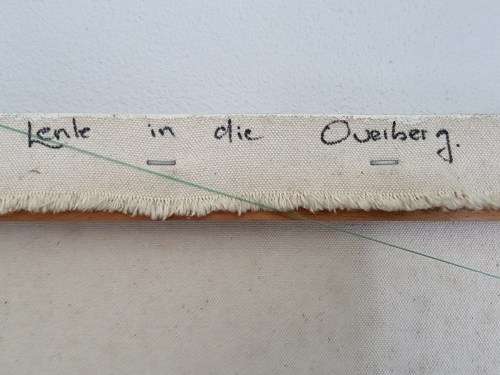 Lente in die Overberg.